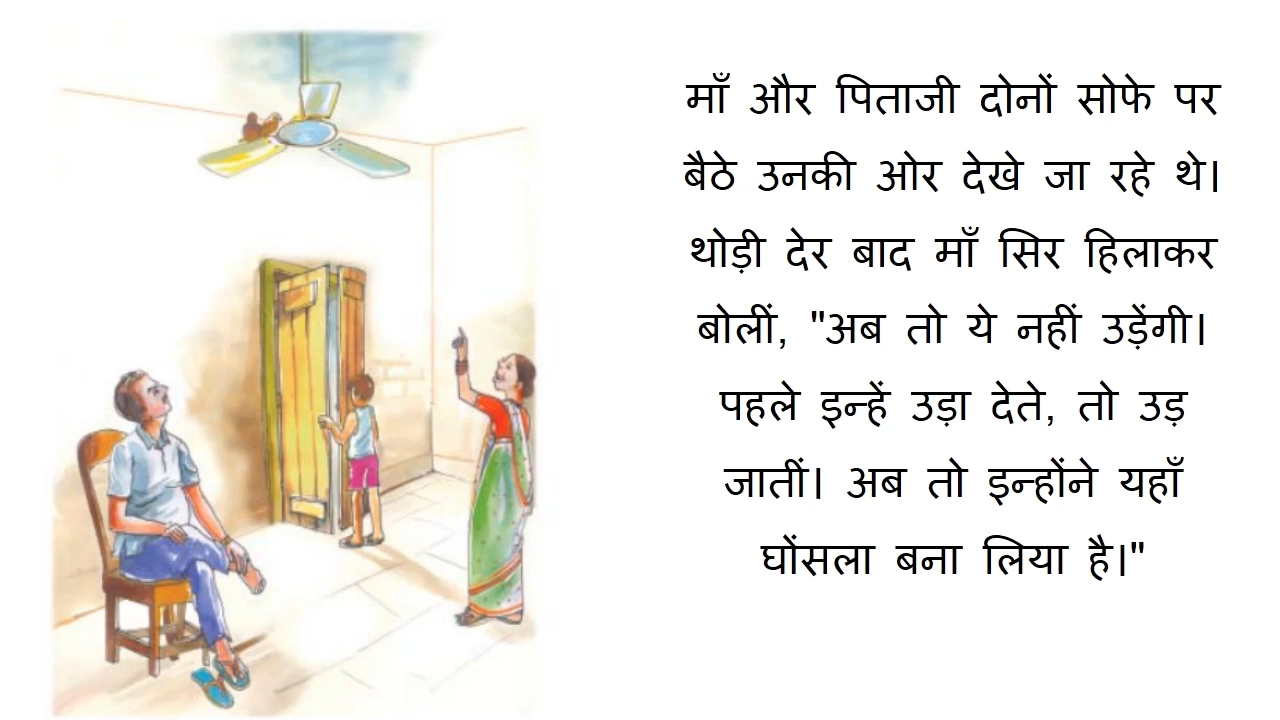 माँ और पिताजी दोनों सोफे पर
बैठे उनकी ओर देखे जा रहे थे।
थोड़ी देर बाद माँ सिर हिलाकर
बोलीं, "अब तो ये नहीं उड़ेंगी।
पहले इन्हें उड़ा देते, तो उड़
जातीं। अब तो इन्होंने यहाँ
घोंसला बना लिया है।"